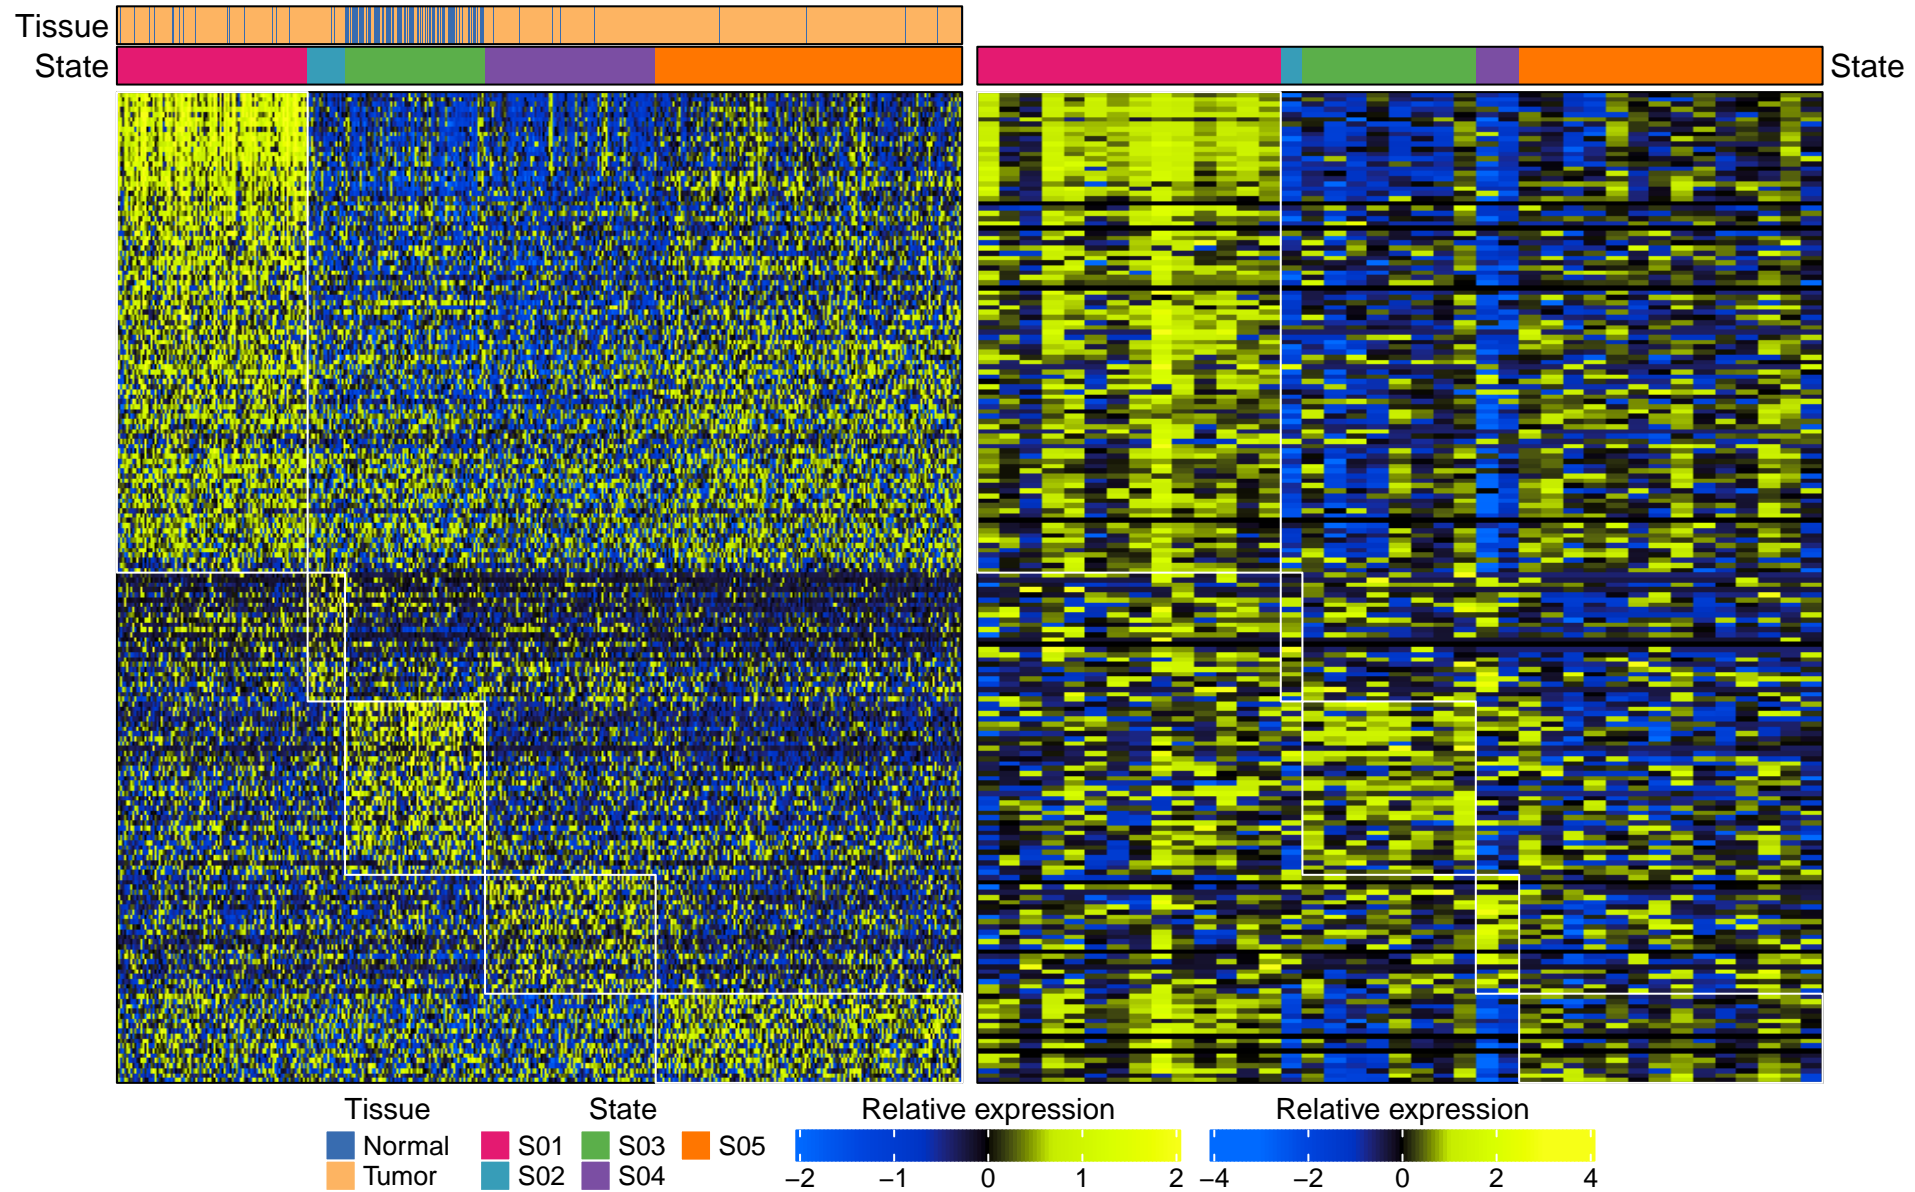 Tissue
State
State
Tissue State Relative expression Relative expression
Normal S01 S03 S05
Tumor S02 S04
−2 −1 0 1 2 −4 −2 0 2 4